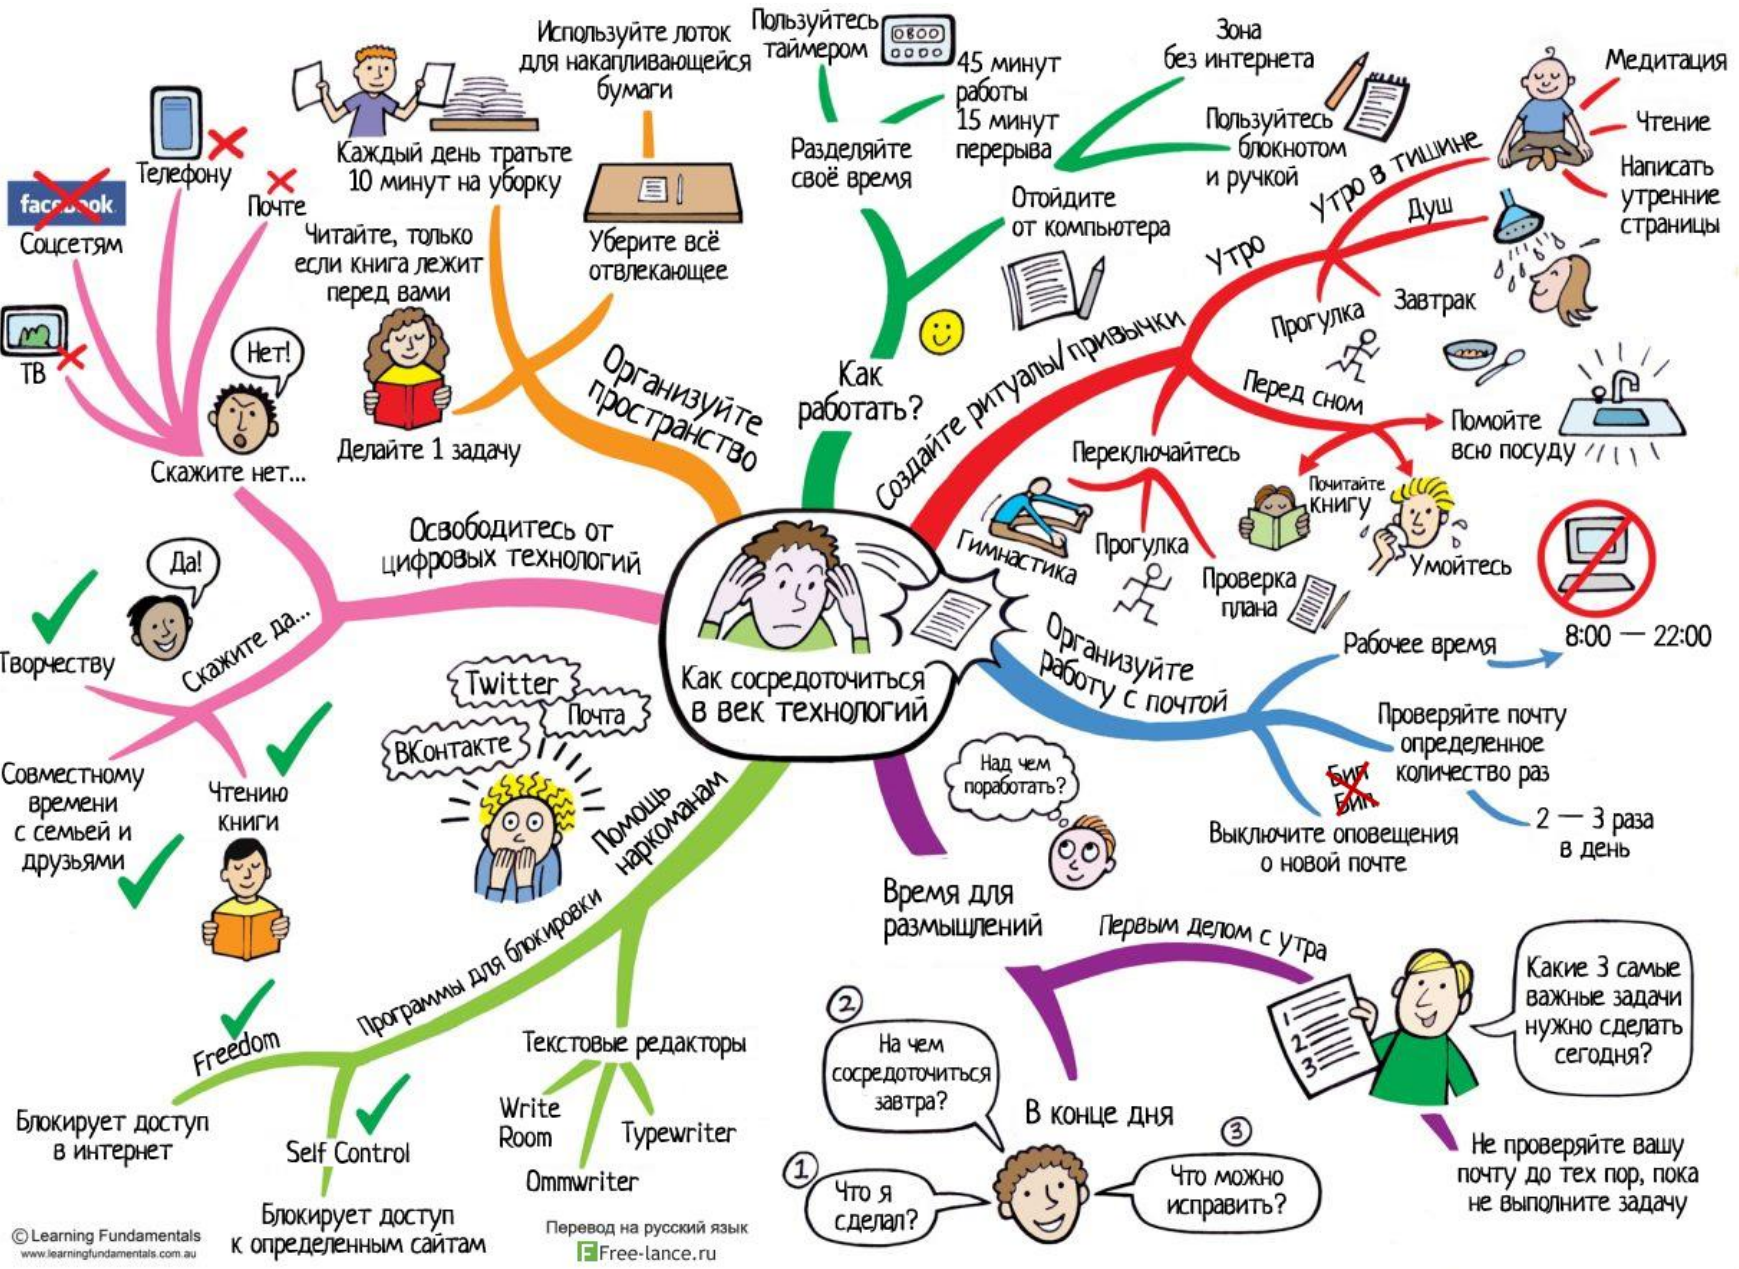 Как сосредоточиться
в век технологий
Создайте ритуалы/привычки
Утро
Утро в тишине
Медитация
Чтение
Написать
утренние
страницы
Душ
Завтрак
Прогулка
Перед сном
Помойте
всю посуду
Почитайте
книгу
Умойтесь
Переключайтесь
Гимнастика
Прогулка
Проверка
плана
Организуйте
работу с почтой
Рабочее время
8:00 — 22:00
Проверяйте почту
определенное
количество раз
2 — 3 раза
в день
Бип
Бип
Выключите оповещения
о новой почте
Время для
размышлений
Над чем
поработать?
Первым делом с утра
1
2
3
Какие 3 самые
важные задачи
нужно сделать
сегодня?
Не проверяйте вашу
почту до тех пор, пока
не выполните задачу
В конце дня
1
Что я
сделал?
2
На чем
сосредоточиться
завтра?
3
Что можно
исправить?
Помощь
наркоманам
Twitter
Почта
ВКонтакте
Программы для блокировки
Freedom
Блокирует доступ
в интернет
Self Control
Блокирует доступ
к определенным сайтам
Текстовые редакторы
Write
Room
Ommwriter
Typewriter
Освободитесь от
цифровых технологий
Скажите да...
Да!
Творчеству
Совместному
времени
с семьей и
друзьями
Чтению
книги
Скажите нет...
Нет!
ТВ
facebook
Соцсетям
Телефону
Почте
Организуйте
пространство
Каждый день тратьте
10 минут на уборку
Используйте лоток
для накапливающейся
бумаги
Уберите всё
отвлекающее
Читайте, только
если книга лежит
перед вами
Делайте 1 задачу
Как
работать?
Разделяйте
своё время
Пользуйтесь
таймером
0800
45 минут
работы
15 минут
перерыва
Отойдите
от компьютера
Зона
без интернета
Пользуйтесь
блокнотом
и ручкой
© Learning Fundamentals
www.learningfundamentals.com.au
Перевод на русский язык
F Free-lance.ru